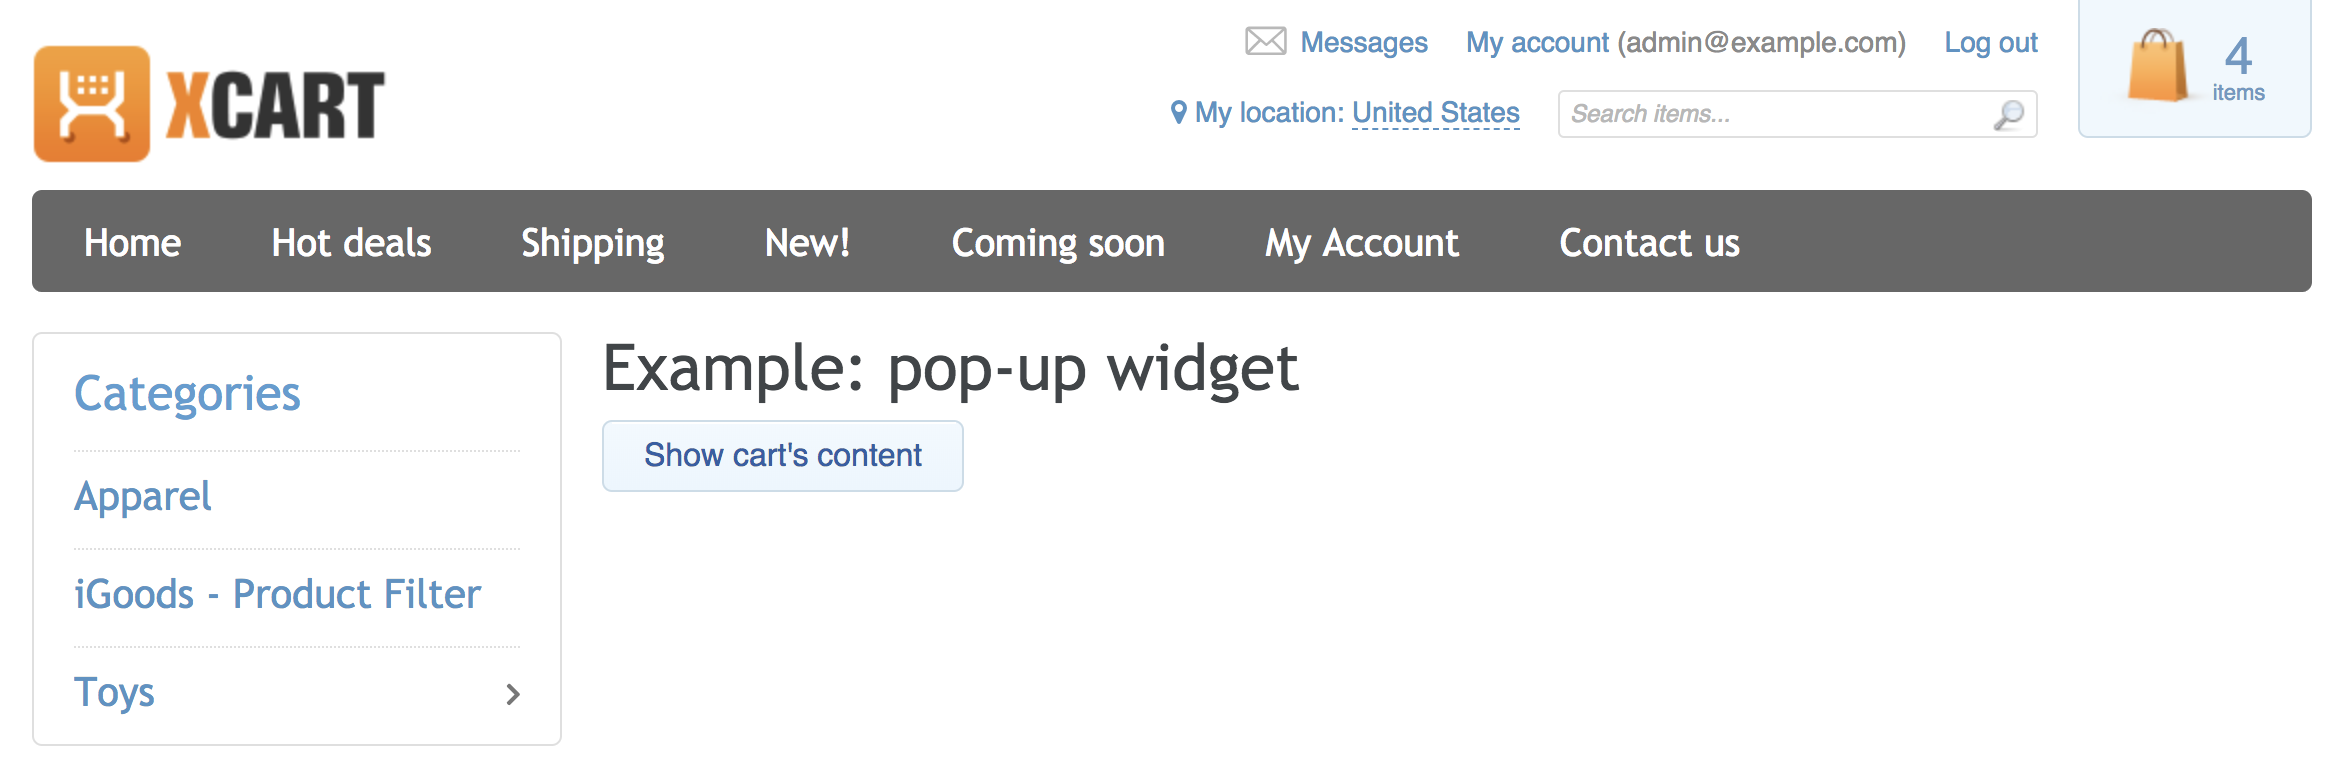 XCART
Messages My account (admin@example.com) Log out
4
items
My location: United States Search items...
Home Hot deals Shipping New! Coming soon My Account Contact us
Categories
Apparel
iGoods - Product Filter
Toys
Example: pop-up widget
Show cart's content